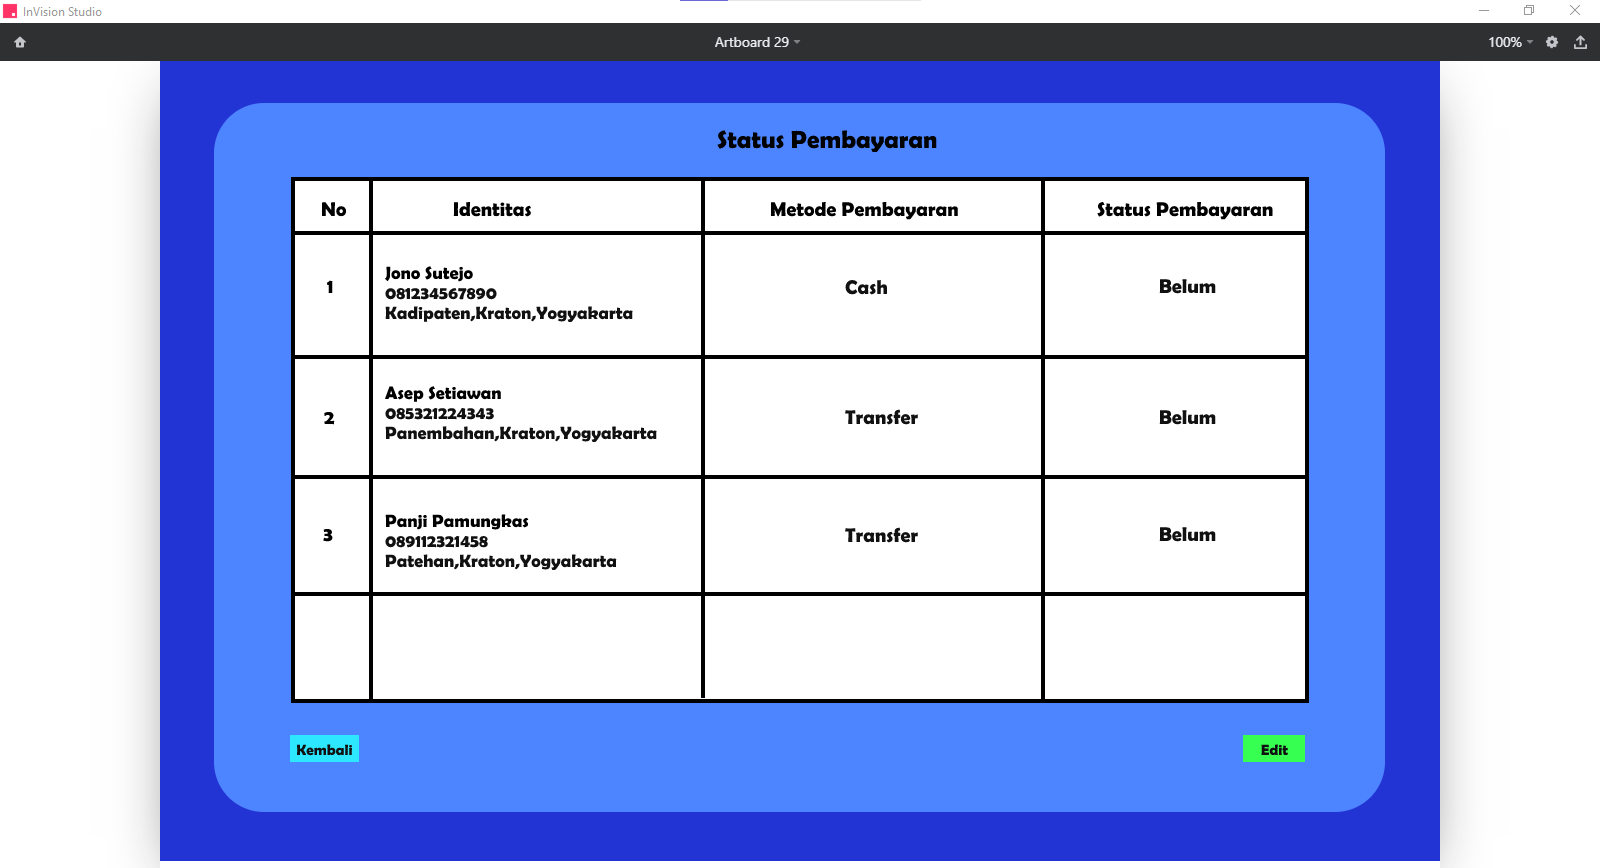 InVision Studio
Artboard 29
100%
Status Pembayaran
No Identitas Metode Pembayaran Status Pembayaran
1
Jono Sutejo
081234567890
Kadipaten,Kraton,Yogyakarta
Cash
Belum
2
Asep Setiawan
085321224343
Panembahan,Kraton,Yogyakarta
Transfer
Belum
3
Panji Pamungkas
089112321458
Patehan,Kraton,Yogyakarta
Transfer
Belum
Kembali
Edit